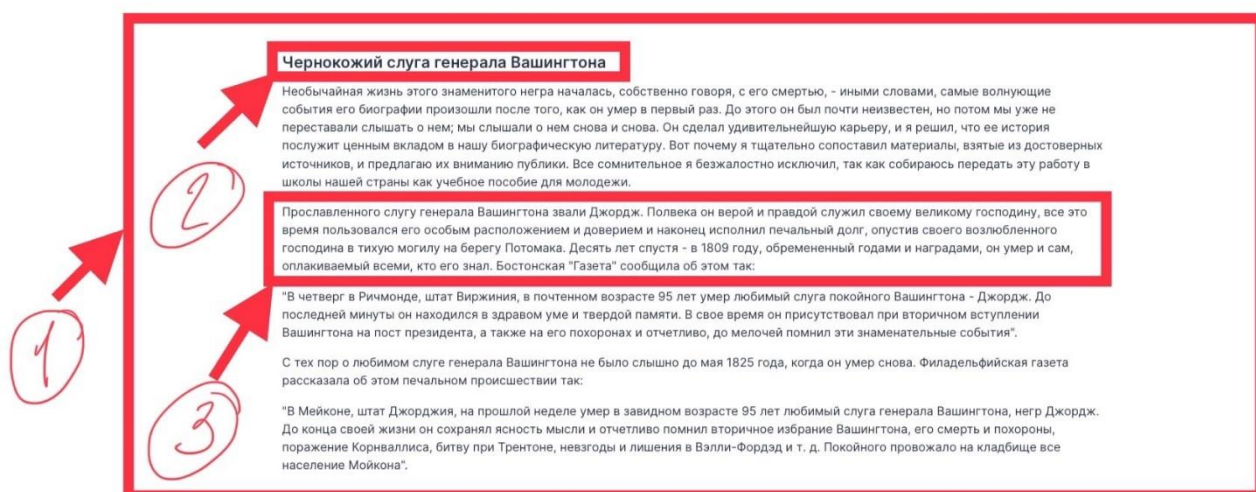 Чернокожий слуга генерала Вашингтона
Необычайная жизнь этого знаменитого негра началась, собственно говоря, с его смертью, - иными словами, самые волнующие
события его биографии произошли после того, как он умер в первый раз. До этого он был почти неизвестен, но потом мы уже не
переставали слышать о нем; мы слышали о нем снова и снова. Он сделал удивительнейшую карьеру, и я решил, что ее история
послужит ценным вкладом в нашу биографическую литературу. Вот почему я тщательно сопоставил материалы, взятые из достоверных
источников, и предлагаю их вниманию публики. Все сомнительное я безжалостно исключил, так как собираюсь передать эту работу в
школы нашей страны как учебное пособие для молодежи.
2
Прославленного слугу генерала Вашингтона звали Джордж. Полвека он верой и правдой служил своему великому господину, все это
время пользовался его особым расположением и доверием и наконец исполнил печальный долг, опустив своего возлюбленного
господина в тихую могилу на берегу Потомака. Десять лет спустя - в 1809 году, обремененный годами и наградами, он умер и сам,
оплакиваемый всеми, кто его знал. Бостонская "Газета" сообщила об этом так:
"В четверг в Ричмонде, штат Виржиния, в почтенном возрасте 95 лет умер любимый слуга покойного Вашингтона - Джордж. До
последней минуты он находился в здравом уме и твердой памяти. В свое время он присутствовал при вторичном вступлении
Вашингтона на пост президента, а также на его похоронах и отчетливо, до мелочей помнил эти знаменательные события".
1
С тех пор о любимом слуге генерала Вашингтона не было слышно до мая 1825 года, когда он умер снова. Филадельфийская газета
рассказала об этом печальном происшествии так:
3
"В Мейконе, штат Джорджия, на прошлой неделе умер в завидном возрасте 95 лет любимый слуга генерала Вашингтона, негр Джордж.
До конца своей жизни он сохранял ясность мысли и отчетливо помнил вторичное избрание Вашингтона, его смерть и похороны,
поражение Корнваллиса, битву при Трентоне, невзгоды и лишения в Вэлли-Фордэд и т. д. Покойного провожало на кладбище все
население Мойкона".